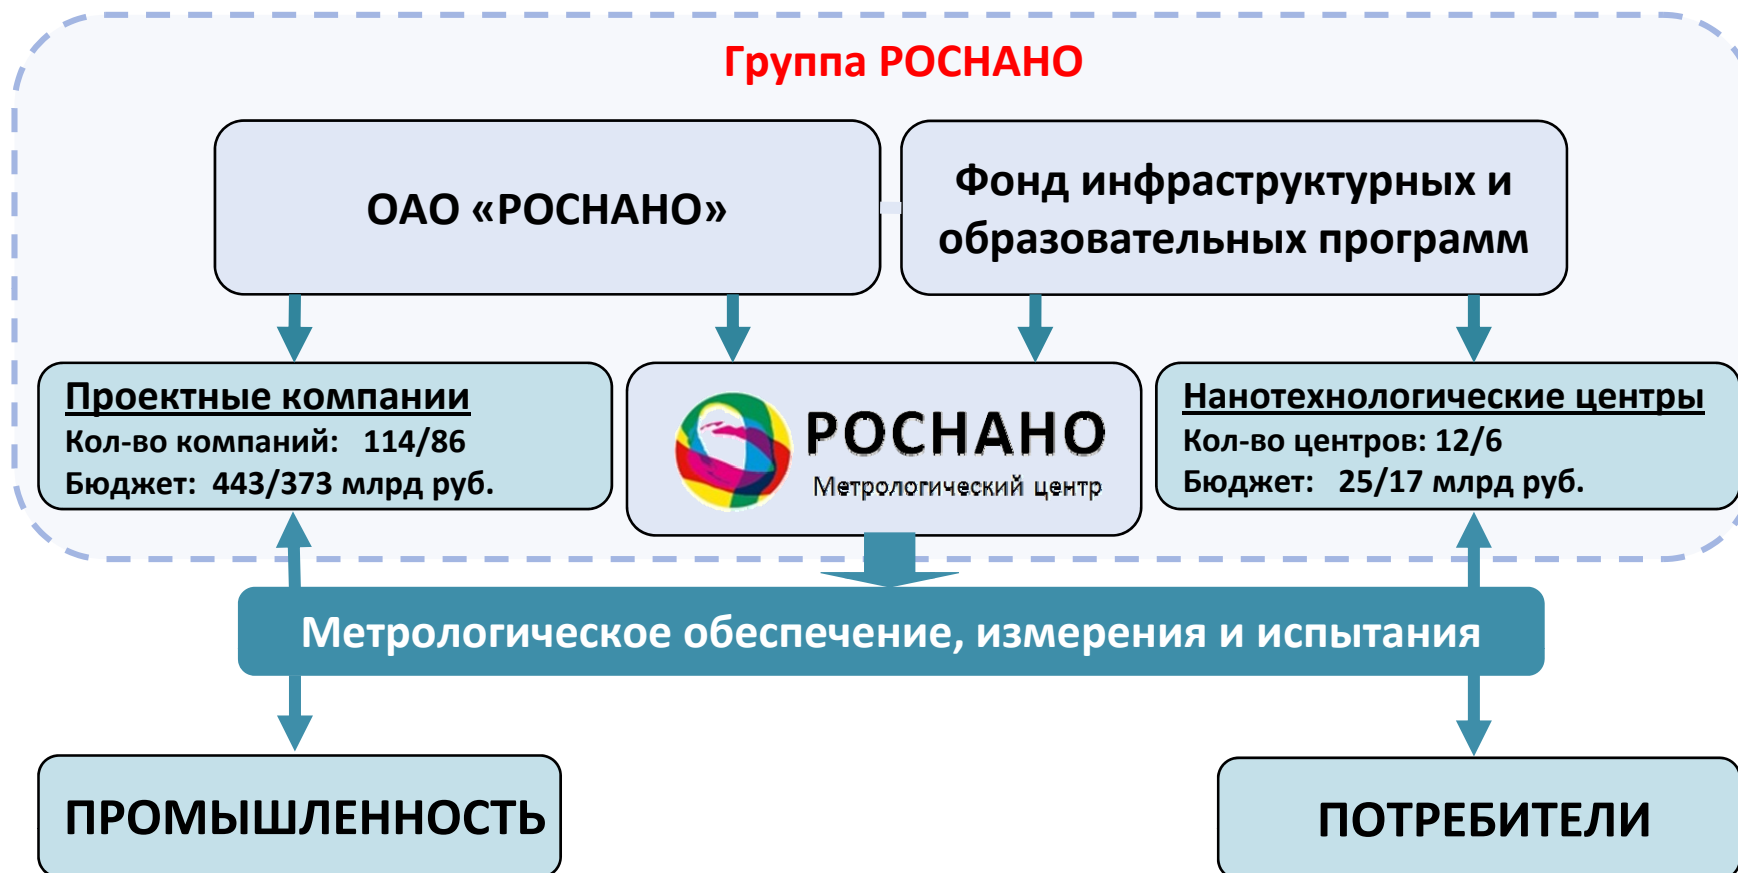 Группа РОСНАНО
ОАО «РОСНАНО»
Фонд инфраструктурных и
образовательных программ
Проектные компании
Кол-во компаний: 114/86
Бюджет: 443/373 млрд руб.
РОСНАНО
Метрологический центр
Нанотехнологические центры
Кол-во центров: 12/6
Бюджет: 25/17 млрд руб.
Метрологическое обеспечение, измерения и испытания
ПРОМЫШЛЕННОСТЬ
ПОТРЕБИТЕЛИ